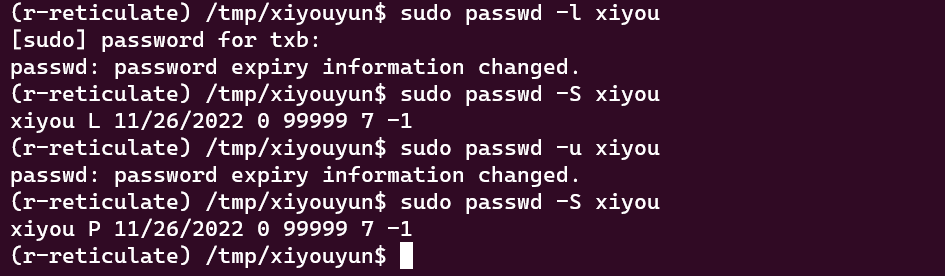 (r-reticulate) /tmp/xiyouyun$ sudo passwd -l xiyou
[sudo] password for txb:
passwd: password expiry information changed.
(r-reticulate) /tmp/xiyouyun$ sudo passwd -S xiyou
xiyou L 11/26/2022 0 99999 7 -1
(r-reticulate) /tmp/xiyouyun$ sudo passwd -u xiyou
passwd: password expiry information changed.
(r-reticulate) /tmp/xiyouyun$ sudo passwd -S xiyou
xiyou P 11/26/2022 0 99999 7 -1
(r-reticulate) /tmp/xiyouyun$